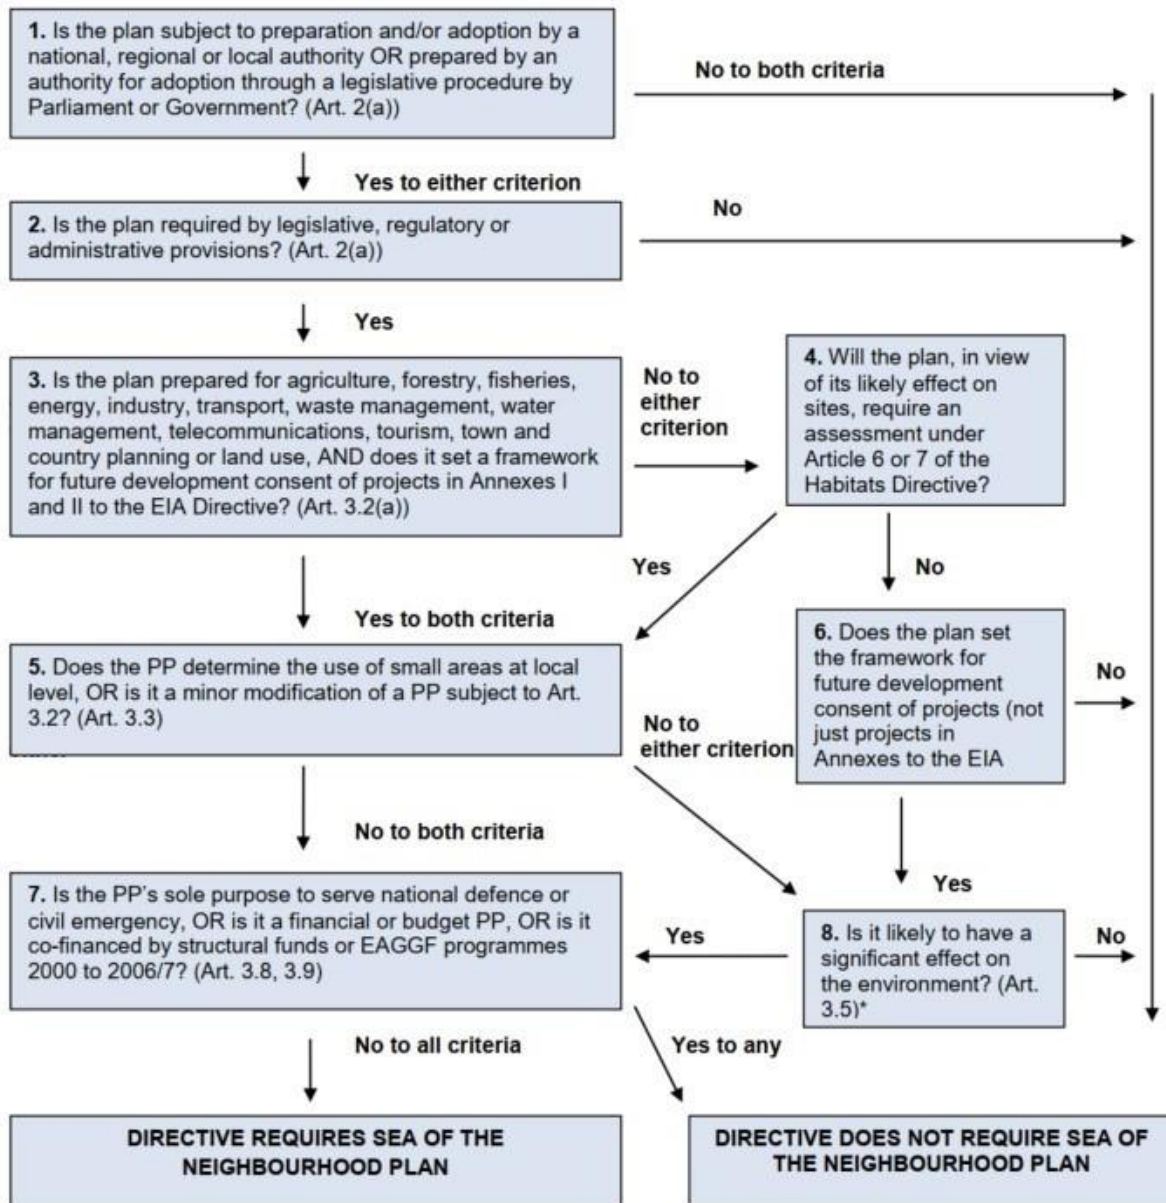 1. Is the plan subject to preparation and/or adoption by a
national, regional or local authority OR prepared by an
authority for adoption through a legislative procedure by
Parliament or Government? (Art. 2(a))
No to both criteria
Yes to either criterion
2. Is the plan required by legislative, regulatory or
administrative provisions? (Art. 2(a))
No
Yes
3. Is the plan prepared for agriculture, forestry, fisheries,
energy, industry, transport, waste management, water
management, telecommunications, tourism, town and
country planning or land use, AND does it set a framework
for future development consent of projects in Annexes I
and II to the EIA Directive? (Art. 3.2(a))
No to
either
criterion
4. Will the plan, in view
of its likely effect on
sites, require an
assessment under
Article 6 or 7 of the
Habitats Directive?
Yes
No
Yes to both criteria
5. Does the PP determine the use of small areas at local
level, OR is it a minor modification of a PP subject to Art.
3.2? (Art. 3.3)
No to
either criterion
6. Does the plan set
the framework for
future development
consent of projects (not
just projects in
Annexes to the EIA
No
No to both criteria
Yes
7. Is the PP's sole purpose to serve national defence or
civil emergency, OR is it a financial or budget PP, OR is it
co-financed by structural funds or EAGGF programmes
2000 to 2006/7? (Art. 3.8, 3.9)
Yes
8. Is it likely to have a
significant effect on
the environment? (Art.
3.5)*
No
No to all criteria
Yes to any
DIRECTIVE REQUIRES SEA OF THE
NEIGHBOURHOOD PLAN
DIRECTIVE DOES NOT REQUIRE SEA OF
THE NEIGHBOURHOOD PLAN